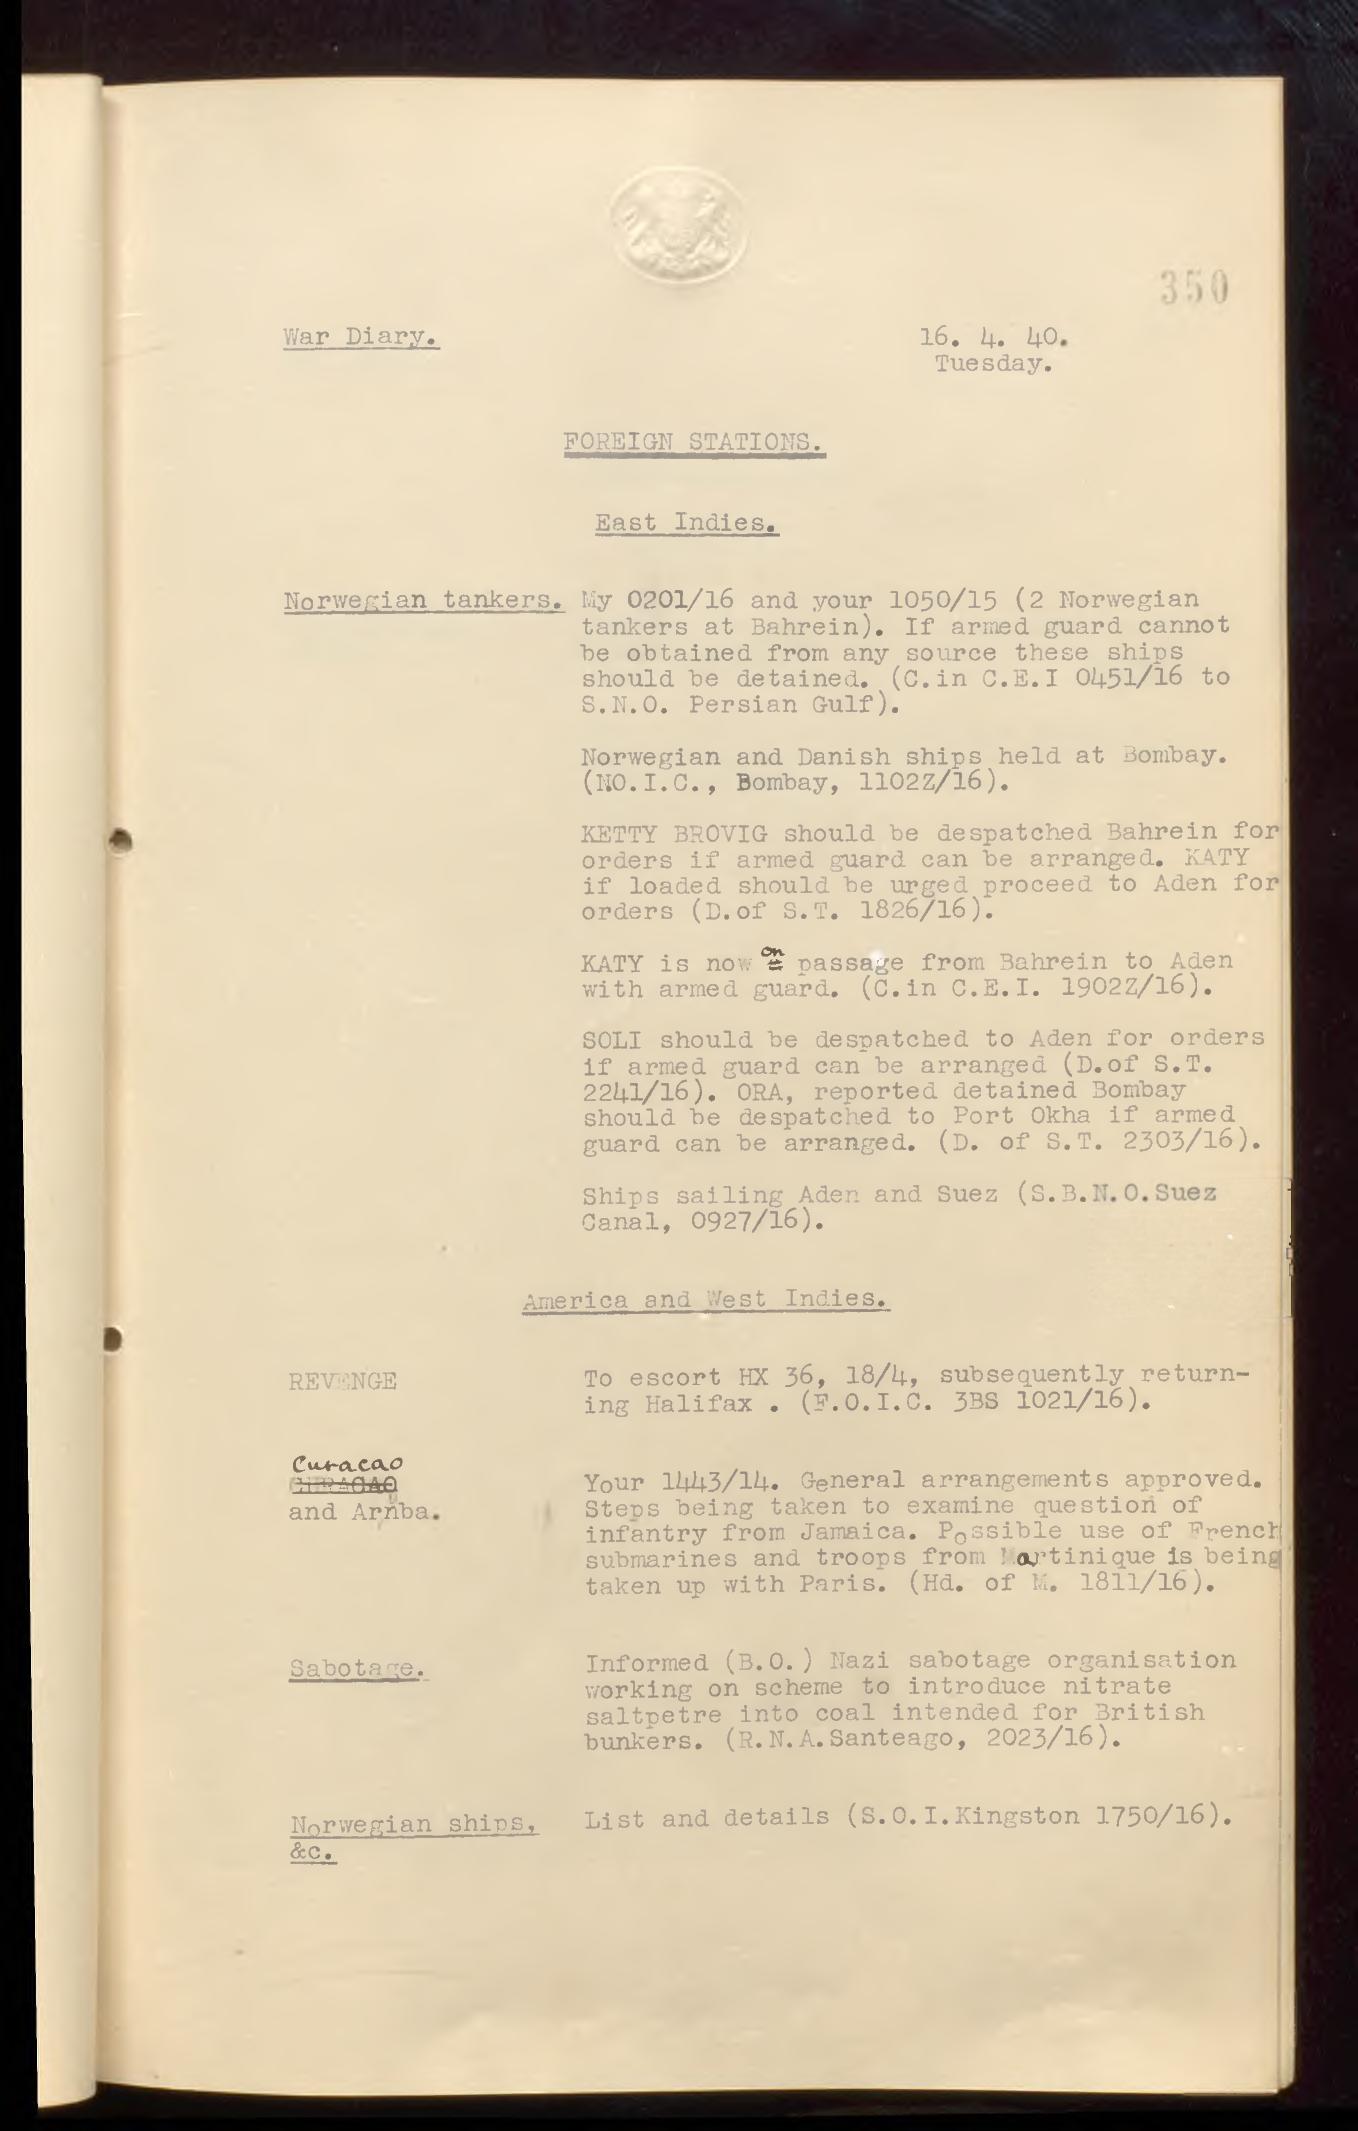 350
War Diary.
16. 4. 40.
Tuesday.
FOREIGN STATIONS.
East Indies.
Norwegian tankers. My 0201/16 and your 1050/15 (2 Norwegian
tankers at Bahrein). If armed guard cannot
be obtained from any source these ships
should be detained. (C.in C.E.I 0451/16 to
S.N.O. Persian Gulf).
Norwegian and Danish ships held at Bombay.
(NO.I.C., Bombay, 1102Z/16).
KETTY BROVIG should be despatched Bahrein for
orders if armed guard can be arranged. KATY
if loaded should be urged proceed to Aden for
orders (D.of S.T. 1826/16).
KATY is now on passage from Bahrein to Aden
with armed guard. (C.in C.E.I. 1902Z/16).
SOLI should be despatched to Aden for orders
if armed guard can be arranged (D.of S.T.
2241/16). ORA, reported detained Bombay
should be despatched to Port Okha if armed
guard can be arranged. (D. of S.T. 2303/16).
Ships sailing Aden and Suez (S.B.N.O.Suez
Canal, 0927/16).
America and West Indies.
REVENGE To escort HX 36, 18/4, subsequently return-
ing Halifax . (F.O.I.C. 3BS 1021/16).
Curacao
CURACAO Your 1443/14. General arrangements approved.
and Arnba. Steps being taken to examine question of
infantry from Jamaica. Possible use of French
submarines and troops from Martinique is being
taken up with Paris. (Hd. of M. 1811/16).
Sabotage. Informed (B.O.) Nazi sabotage organisation
working on scheme to introduce nitrate
saltpetre into coal intended for British
bunkers. (R.N.A.Santeago, 2023/16).
Norwegian ships, List and details (S.O.I.Kingston 1750/16).
&c.